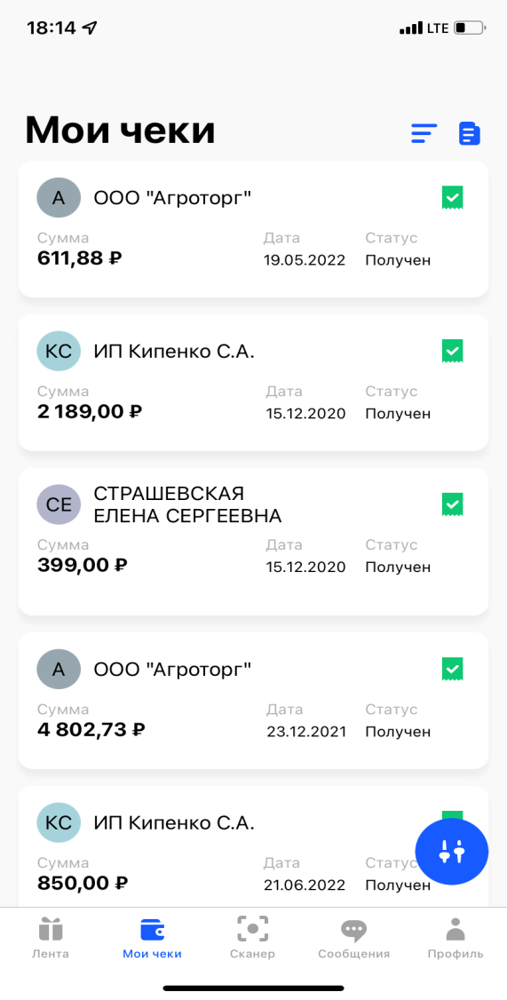 18:14 LTE
Мои чеки
А ООО "Агроторг"
Сумма Дата Статус
611,88 ₽ 19.05.2022 Получен
КС ИП Кипенко С.А.
Сумма Дата Статус
2 189,00 ₽ 15.12.2020 Получен
СЕ СТРАШЕВСКАЯ
ЕЛЕНА СЕРГЕЕВНА
Сумма Дата Статус
399,00 ₽ 15.12.2020 Получен
А ООО "Агроторг"
Сумма Дата Статус
4 802,73 ₽ 23.12.2021 Получен
КС ИП Кипенко С.А.
Сумма Дата Статус
850,00 ₽ 21.06.2022 Получен
Лента Мои чеки Сканер Сообщения Профиль